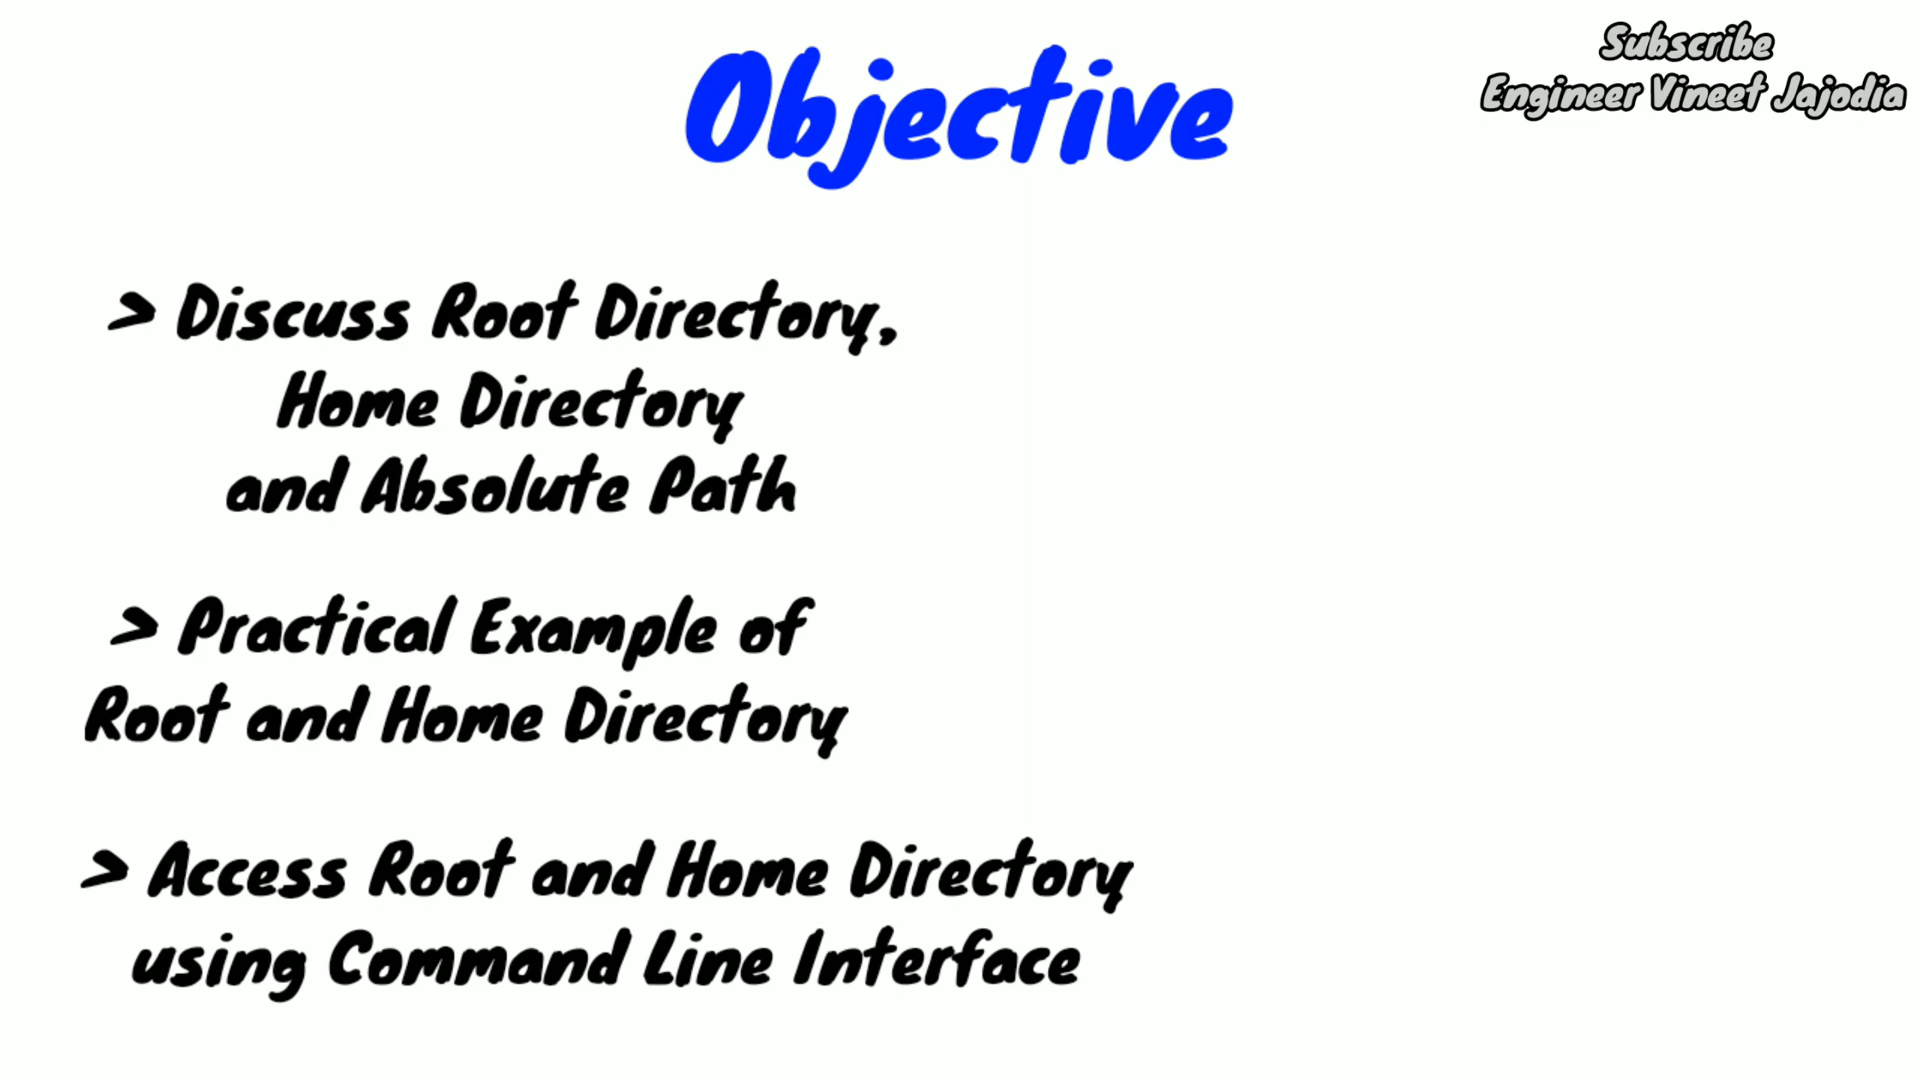 Objective
Subscribe
Engineer Vineet Jajodia
> Discuss Root Directory,
Home Directory
and Absolute Path
> Practical Example of
Root and Home Directory
> Access Root and Home Directory
using Command Line Interface